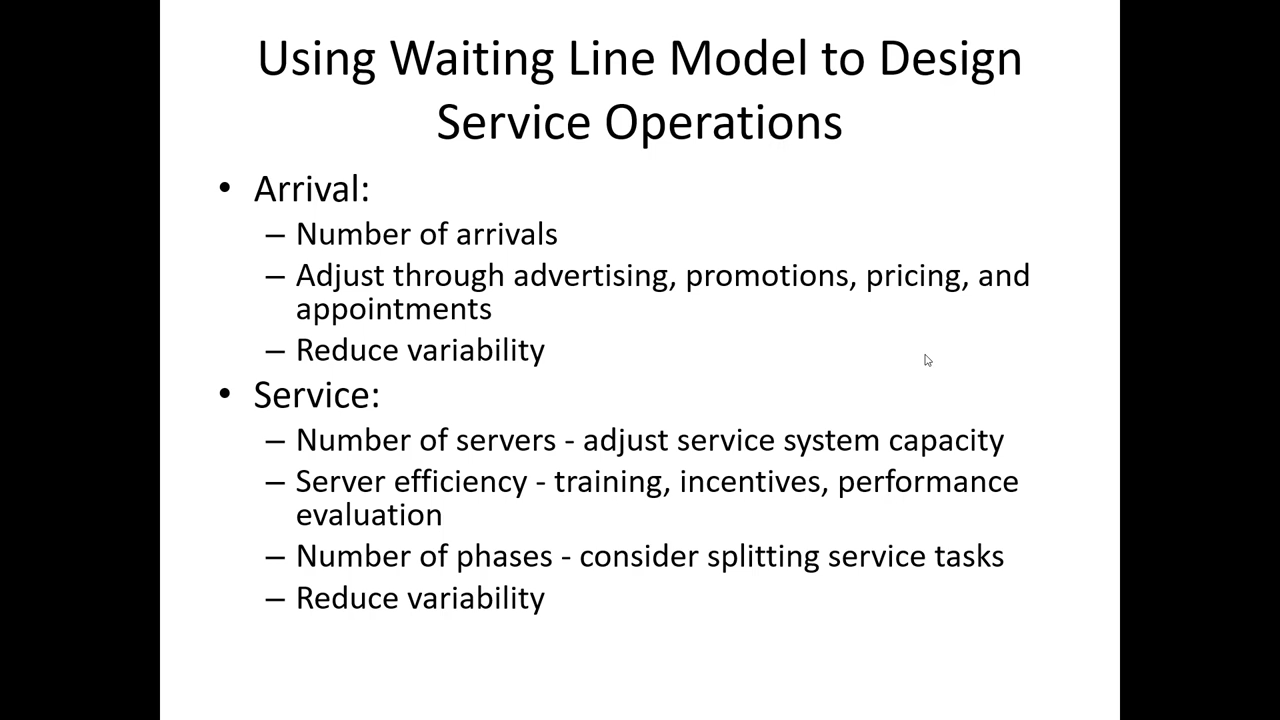 Using Waiting Line Model to Design
Service Operations
• Arrival:
– Number of arrivals
– Adjust through advertising, promotions, pricing, and
appointments
– Reduce variability
• Service:
– Number of servers - adjust service system capacity
– Server efficiency - training, incentives, performance
evaluation
– Number of phases - consider splitting service tasks
– Reduce variability